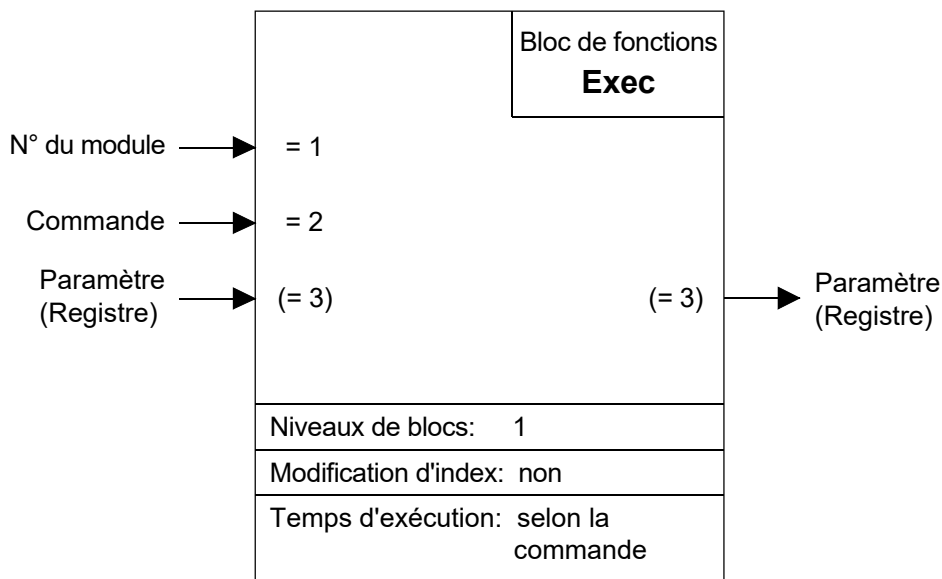 Bloc de fonctions
Exec
N° du module
= 1
Commande
= 2
Paramètre
(Registre)
(= 3)
(= 3)
Paramètre
(Registre)
Niveaux de blocs: 1
Modification d'index: non
Temps d'exécution: selon la
commande